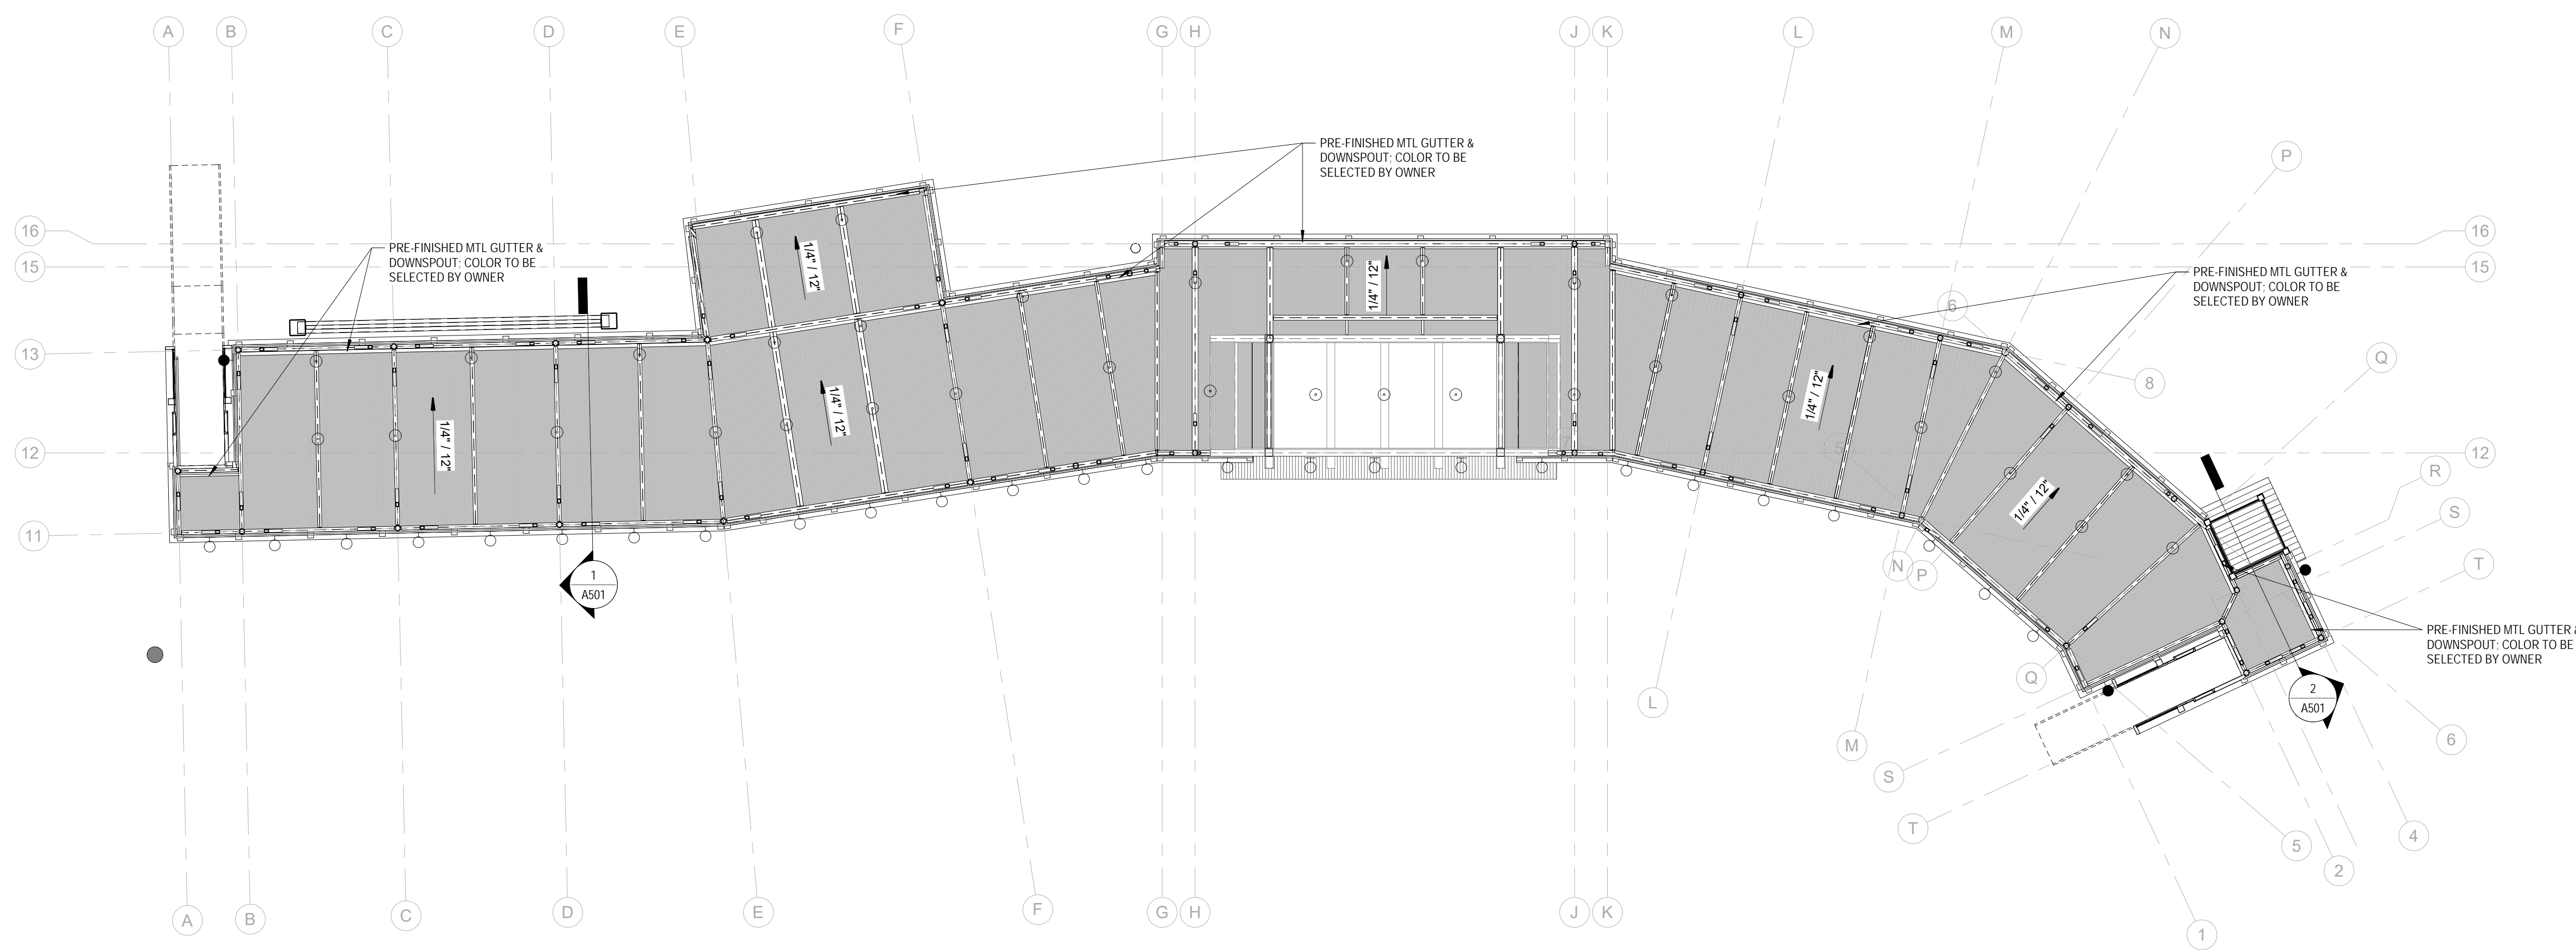 A
B
C
D
E
F
G
H
J
K
L
M
N
P
Q
R
S
T
16
15
13
12
11
16
15
12
8
6
5
7
PRE-FINISHED MTL GUTTER &
DOWNSPOUT; COLOR TO BE
SELECTED BY OWNER
PRE-FINISHED MTL GUTTER &
DOWNSPOUT; COLOR TO BE
SELECTED BY OWNER
PRE-FINISHED MTL GUTTER &
DOWNSPOUT; COLOR TO BE
SELECTED BY OWNER
PRE-FINISHED MTL GUTTER &
DOWNSPOUT; COLOR TO BE
SELECTED BY OWNER
1/4" / 12"
1/4" / 12"
1/4" / 12"
1/4" / 12"
1/4" / 12"
1/4" / 12"
1
A501
2
A501
N
P
Q
L
M
S
T
6
4
5
2
1
A
B
C
D
E
F
G
H
J
K